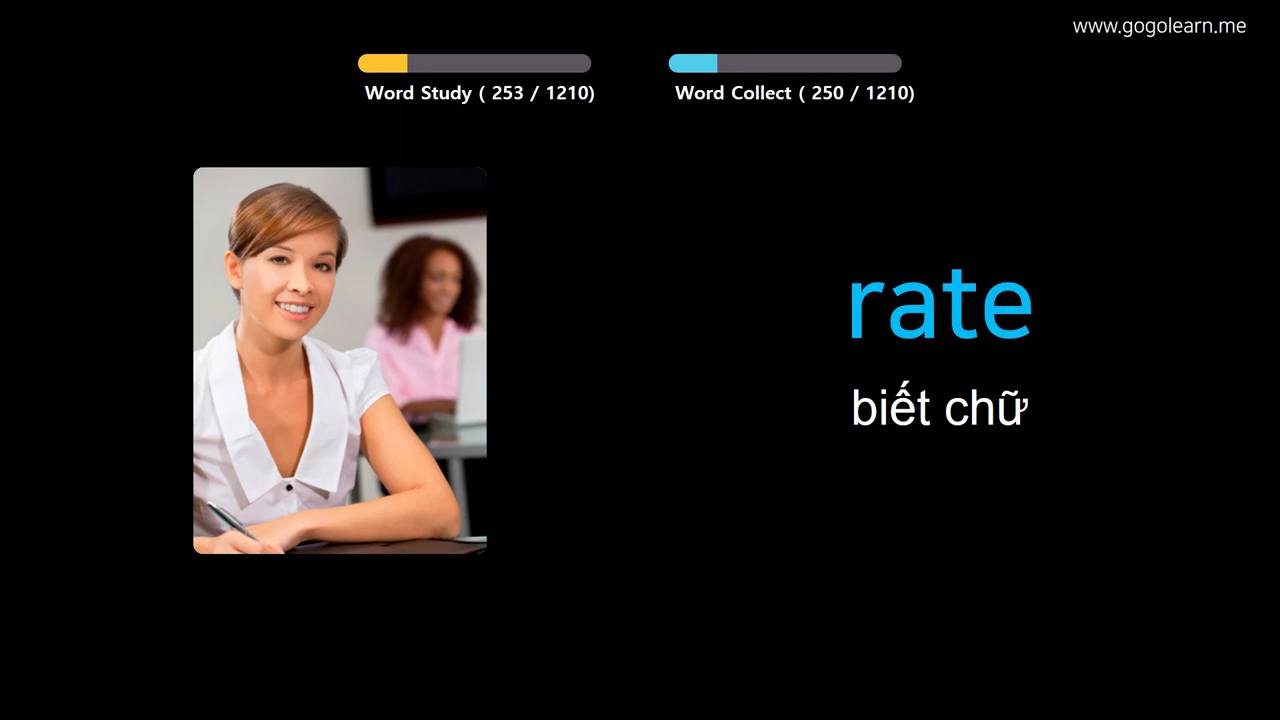 www.gogolearn.me
Word Study ( 253 / 1210)
Word Collect ( 250 / 1210)
rate
biết chữ